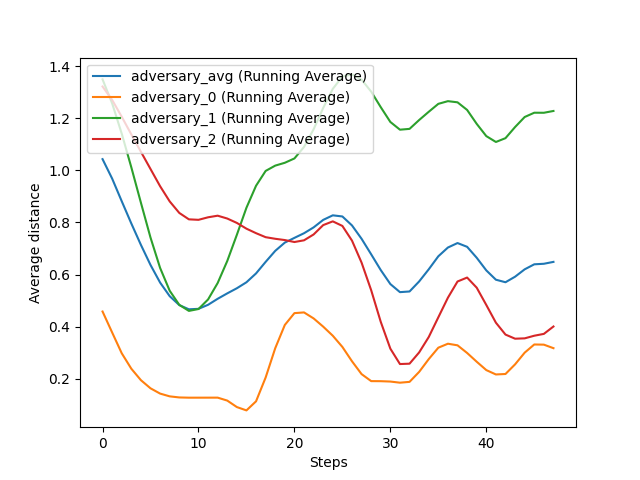 1.4
1.2
1.0
0.8
0.6
0.4
0.2
Average distance
adversary_avg (Running Average)
adversary_0 (Running Average)
adversary_1 (Running Average)
adversary_2 (Running Average)
0 10 20 30 40
Steps